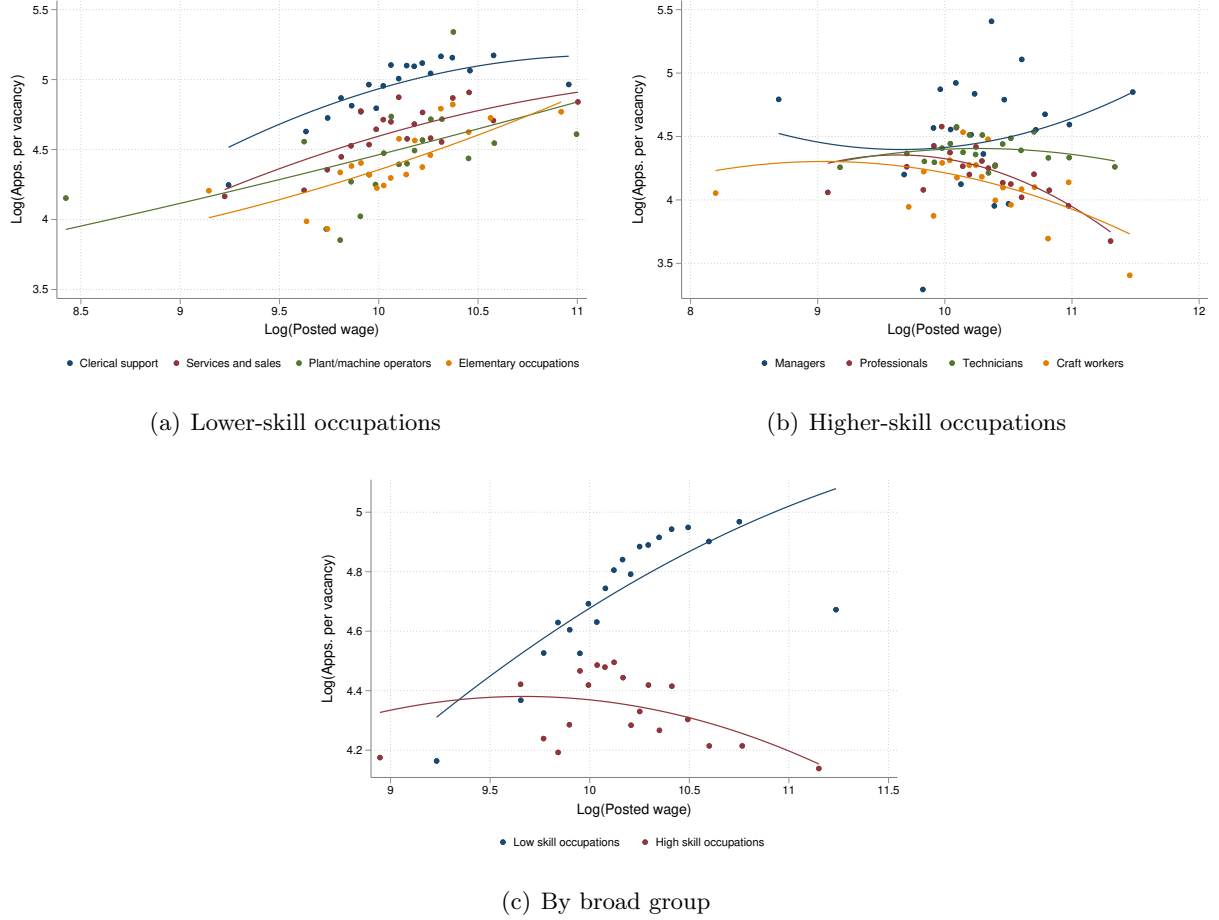 5.5
5
4.5
4
3.5
Log(Apps. per vacancy)
8.5 9 9.5 10 10.5 11
Log(Posted wage)
Clerical support Services and sales Plant/machine operators Elementary occupations
(a) Lower-skill occupations
5.5
5
4.5
4
3.5
Log(Apps. per vacancy)
8 9 10 11 12
Log(Posted wage)
Managers Professionals Technicians Craft workers
(b) Higher-skill occupations
5
4.8
4.6
4.4
4.2
Log(Apps. per vacancy)
9 9.5 10 10.5 11 11.5
Log(Posted wage)
Low skill occupations High skill occupations
(c) By broad group